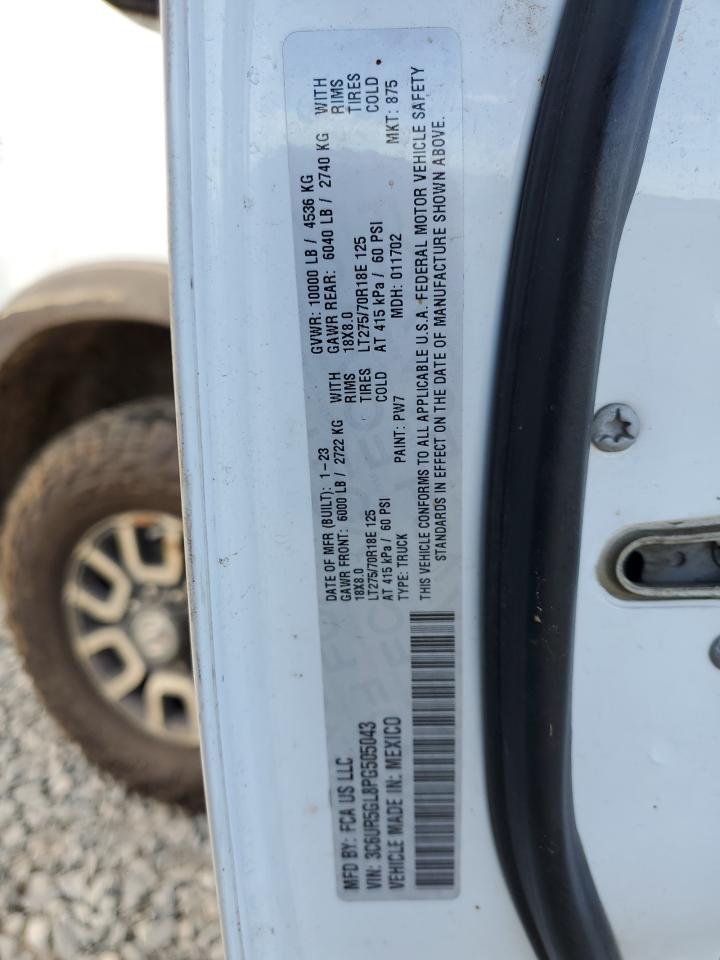 MFD BY: FCA US LLC
DATE OF MFR (BUILT): 1-23
GVWR: 10000 LB / 4536 KG
GAWR FRONT: 6000 LB / 2722 KG WITH
18X8.0 RIMS
LT275/70R18E 125 TIRES
AT 415 kPa / 60 PSI COLD
GAWR REAR: 6040 LB / 2740 KG WITH
18X8.0 RIMS
LT275/70R18E 125 TIRES
AT 415 kPa / 60 PSI COLD
VIN: 3C6UR5GL8PG505043
TYPE: TRUCK PAINT: PW7 MDH: 011702 MKT: 875
VEHICLE MADE IN: MEXICO
THIS VEHICLE CONFORMS TO ALL APPLICABLE U.S.A. FEDERAL MOTOR VEHICLE SAFETY
STANDARDS IN EFFECT ON THE DATE OF MANUFACTURE SHOWN ABOVE.